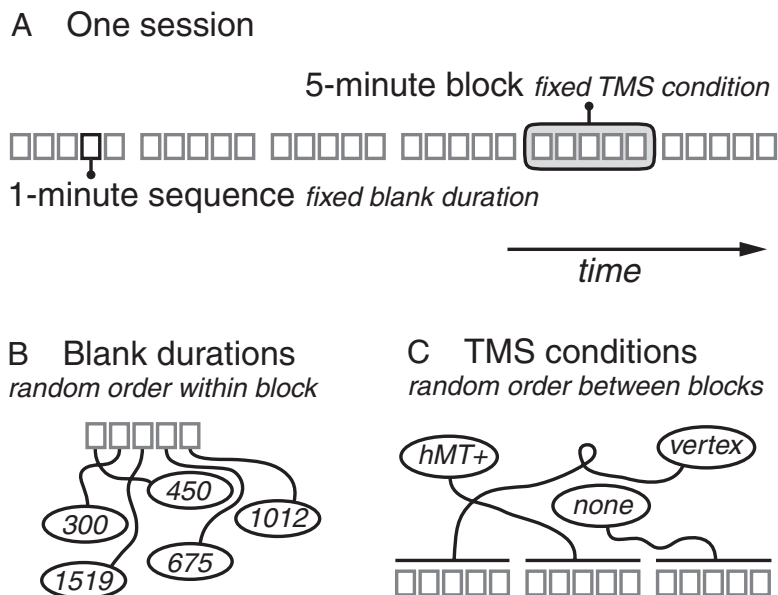 A One session
5-minute block fixed TMS condition
1-minute sequence fixed blank duration
time
B Blank durations
random order within block
450
300
1012
675
1519
C TMS conditions
random order between blocks
hMT+
vertex
none